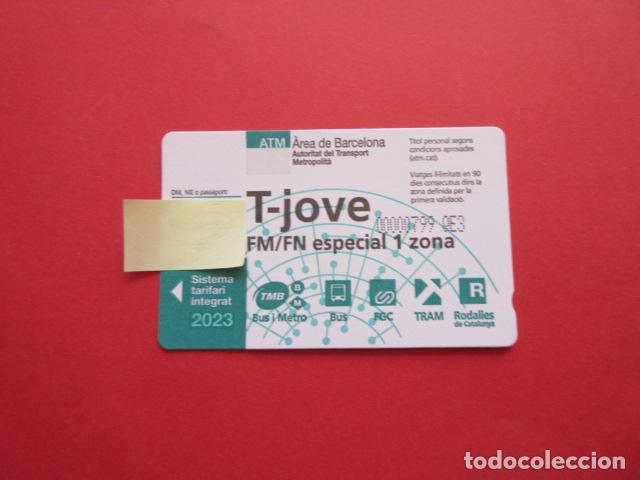 ATM
Àrea de Barcelona
Autoritat del Transport
Metropolità
Títol personal segons
condicions aprovades
(atm.cat).
Viatges il·limitats en 90
dies consecutius dins la
zona definida per la
primera validació.
DNI, NIE o passaport:
T-jove
FM/FN especial 1 zona
Sistema
tarifari
integrat
2023
TMB
B
M
Bus i Metro
Bus
FGC
TRAM
R
Rodalies
de Catalunya
todocoleccion.net